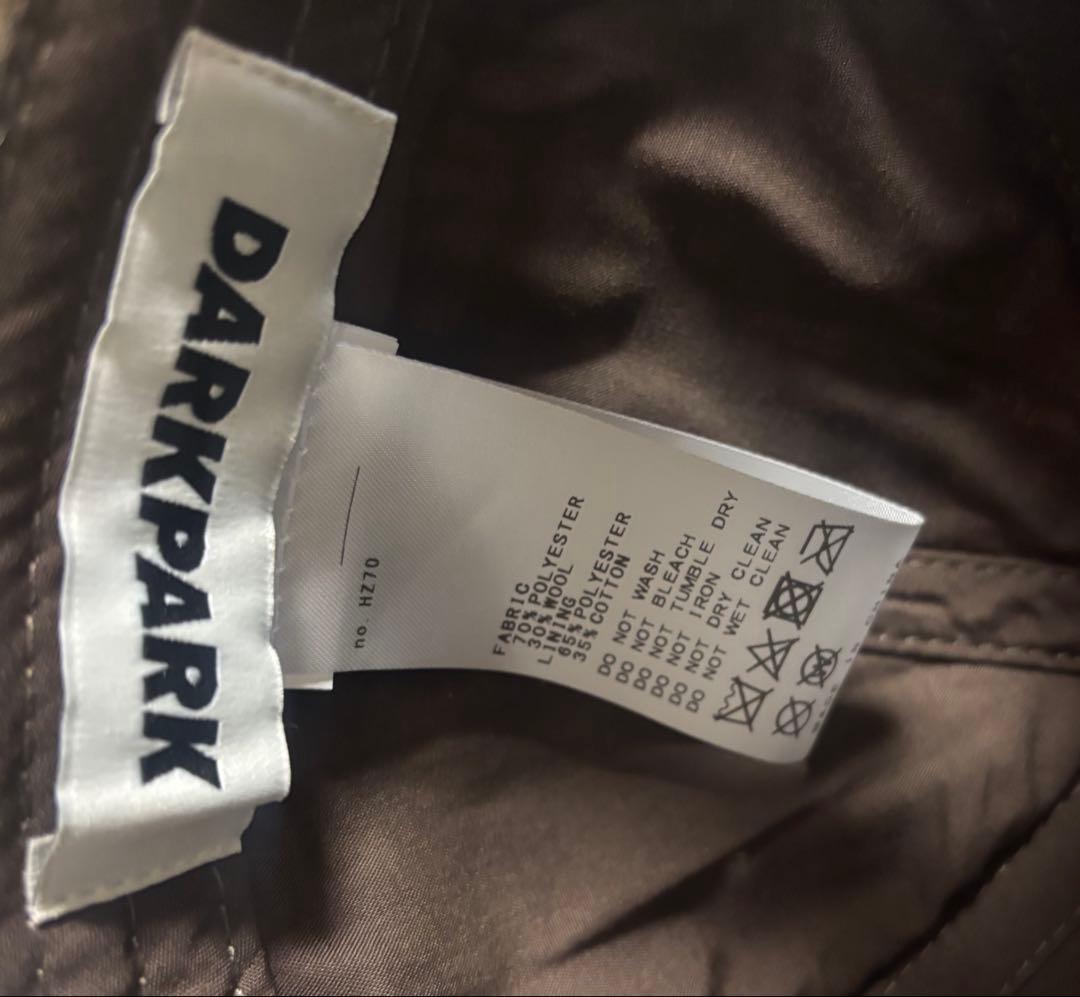 DARKPARK
no. HZ70
FABRIC
70%POLYESTER
30%WOOL
LINING
65%POLYESTER
35%COTTON
DO NOT WASH
DO NOT BLEACH
DO NOT TUMBLE DRY
DO NOT IRON
DO NOT DRY CLEAN
DO NOT WET CLEAN